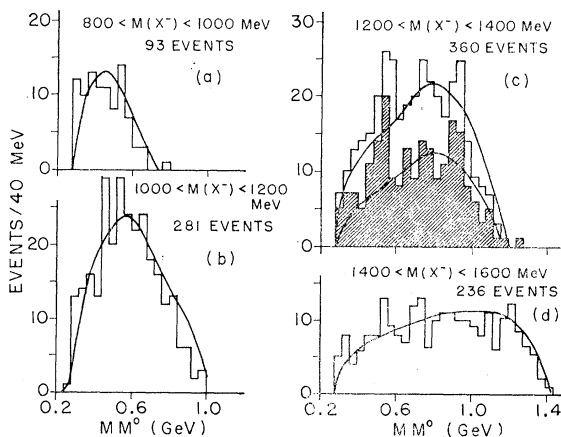 800 < M(X⁻) < 1000 MeV
93 EVENTS
(a)
20
10
0
1000 < M(X⁻) < 1200
MeV
281 EVENTS
(b)
20
10
0
0.2 0.6 1.0
MM⁰ (GeV)
EVENTS/40 MeV
1200 < M(X⁻) < 1400 MeV
360 EVENTS
(c)
30
20
10
0
1400 < M(X⁻) < 1600 MeV
236 EVENTS
(d)
10
0
0.2 0.6 1.0 1.4
MM⁰ (GeV)